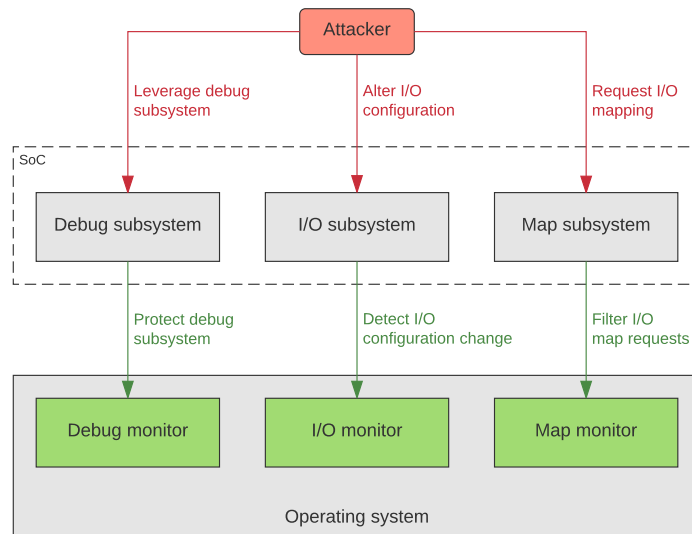 Attacker
Leverage debug
subsystem
Alter I/O
configuration
Request I/O
mapping
SoC
Debug subsystem
I/O subsystem
Map subsystem
Protect debug
subsystem
Detect I/O
configuration change
Filter I/O
map requests
Debug monitor
I/O monitor
Map monitor
Operating system